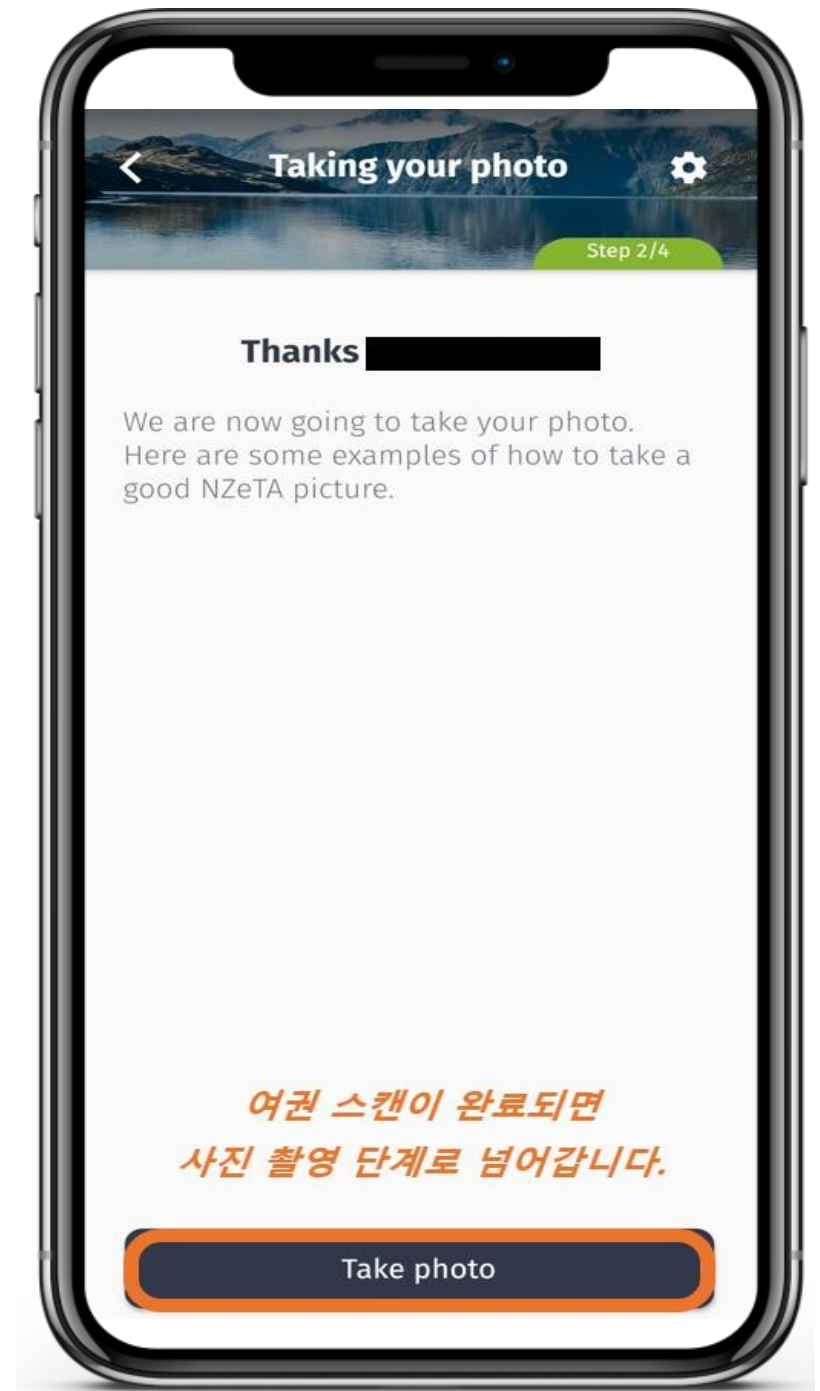 Taking your photo
Step 2/4
Thanks
We are now going to take your photo.
Here are some examples of how to take a
good NZeTA picture.
여권 스캔이 완료되면
사진 촬영 단계로 넘어갑니다.
Take photo